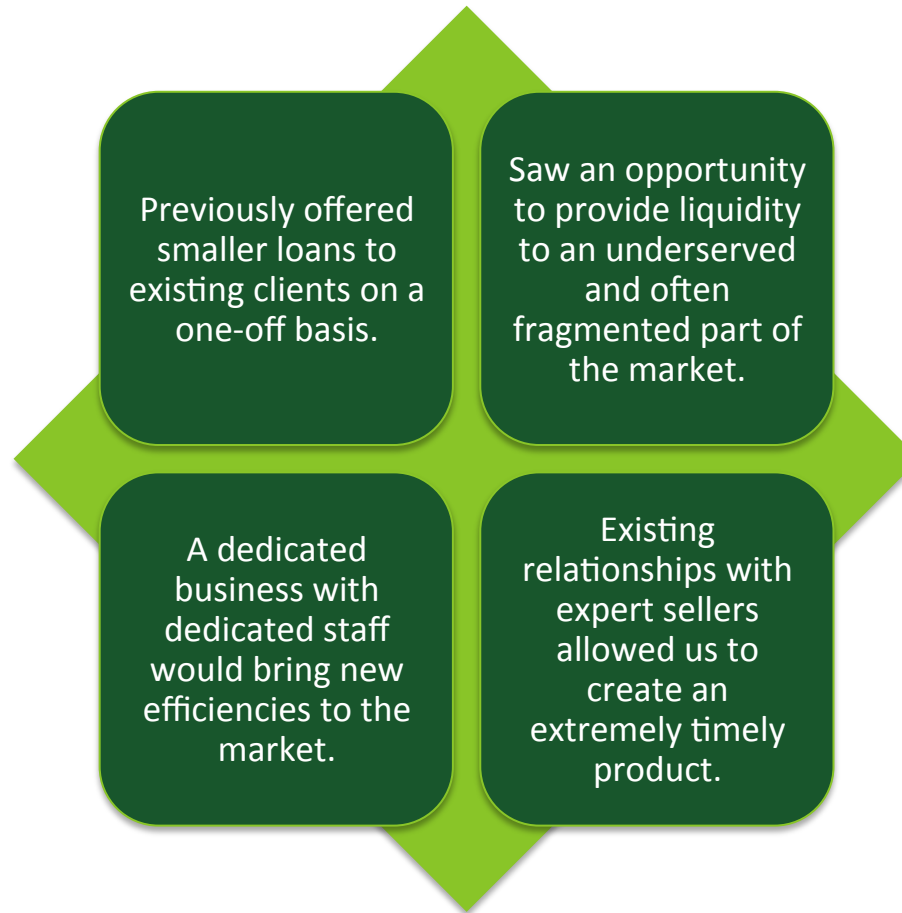 Previously offered
smaller loans to
existing clients on a
one-off basis.
Saw an opportunity
to provide liquidity
to an underserved
and often
fragmented part of
the market.
A dedicated
business with
dedicated staff
would bring new
efficiencies to the
market.
Existing
relationships with
expert sellers
allowed us to
create an
extremely timely
product.